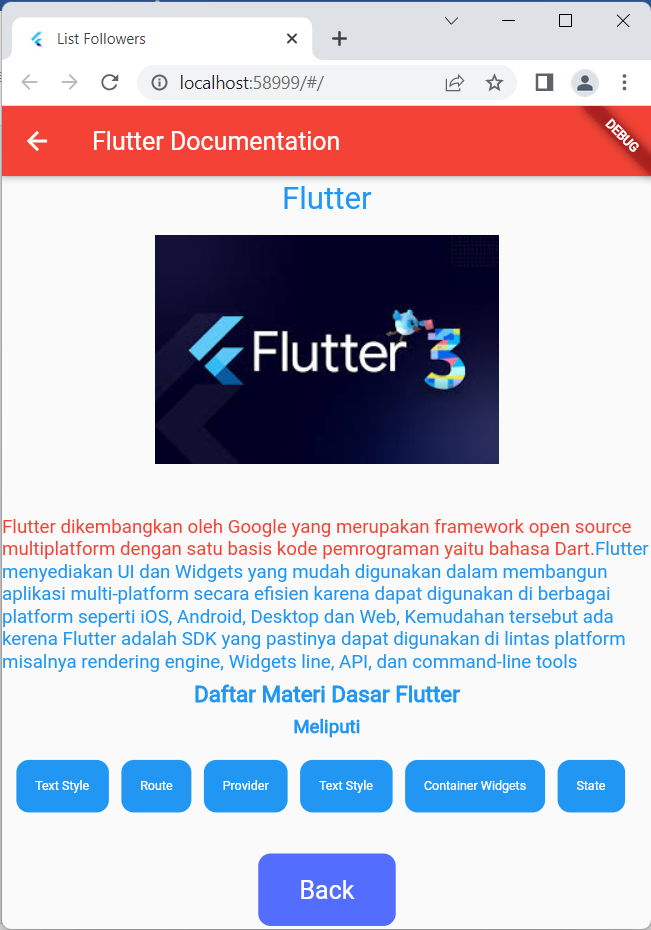 List Followers
localhost:58999/#/
Flutter Documentation
DEBUG
Flutter
Flutter 3
Flutter dikembangkan oleh Google yang merupakan framework open source
multiplatform dengan satu basis kode pemrograman yaitu bahasa Dart.Flutter
menyediakan UI dan Widgets yang mudah digunakan dalam membangun
aplikasi multi-platform secara efisien karena dapat digunakan di berbagai
platform seperti iOS, Android, Desktop dan Web, Kemudahan tersebut ada
kerena Flutter adalah SDK yang pastinya dapat digunakan di lintas platform
misalnya rendering engine, Widgets line, API, dan command-line tools
Daftar Materi Dasar Flutter
Meliputi
Text Style Route Provider Text Style Container Widgets State
Back